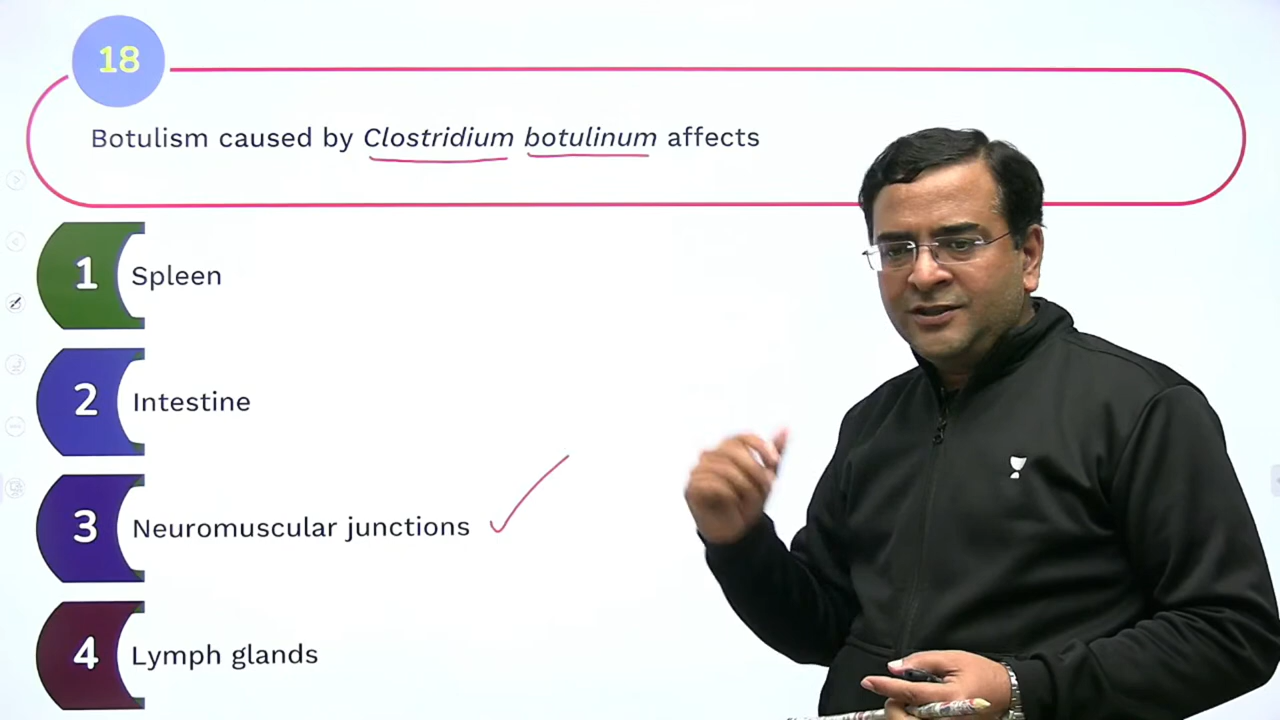 18
Botulism caused by Clostridium botulinum affects
1 Spleen
2 Intestine
3 Neuromuscular junctions
4 Lymph glands